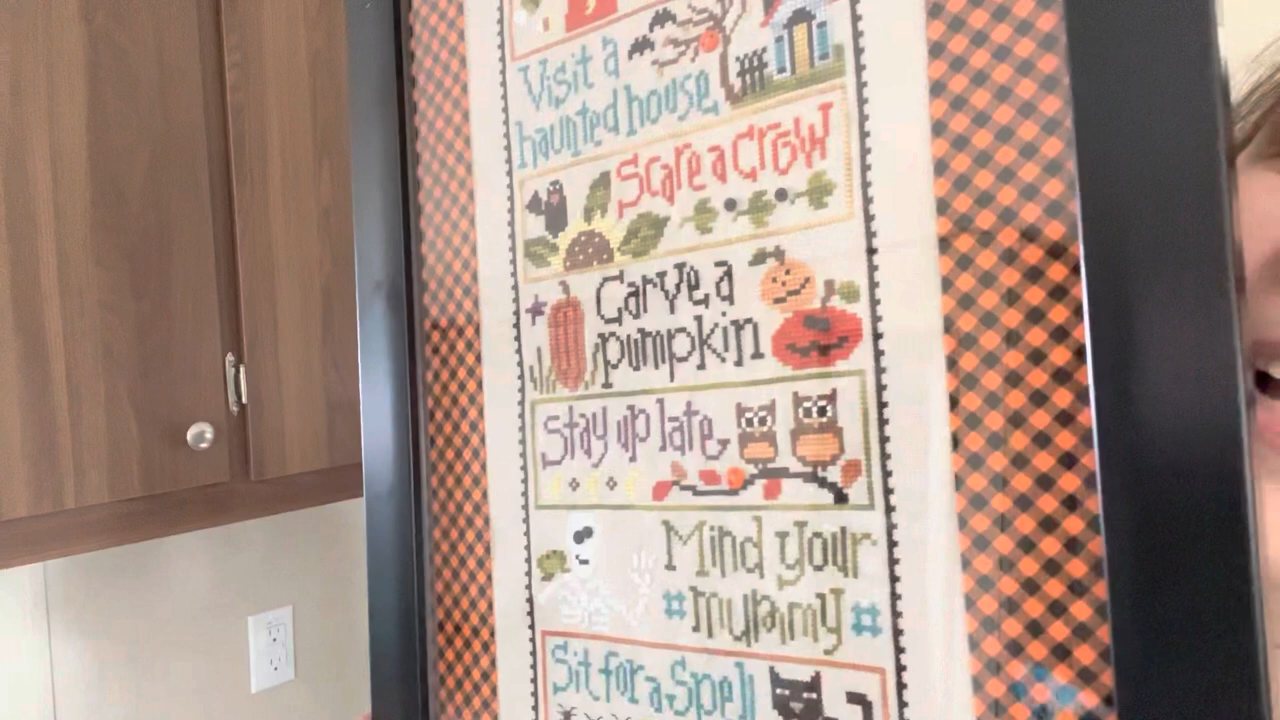 Visit a
haunted house
Scare a Crow
Carve a
pumpkin
Stay up late
Mind your
mummy
Sit for a Spell